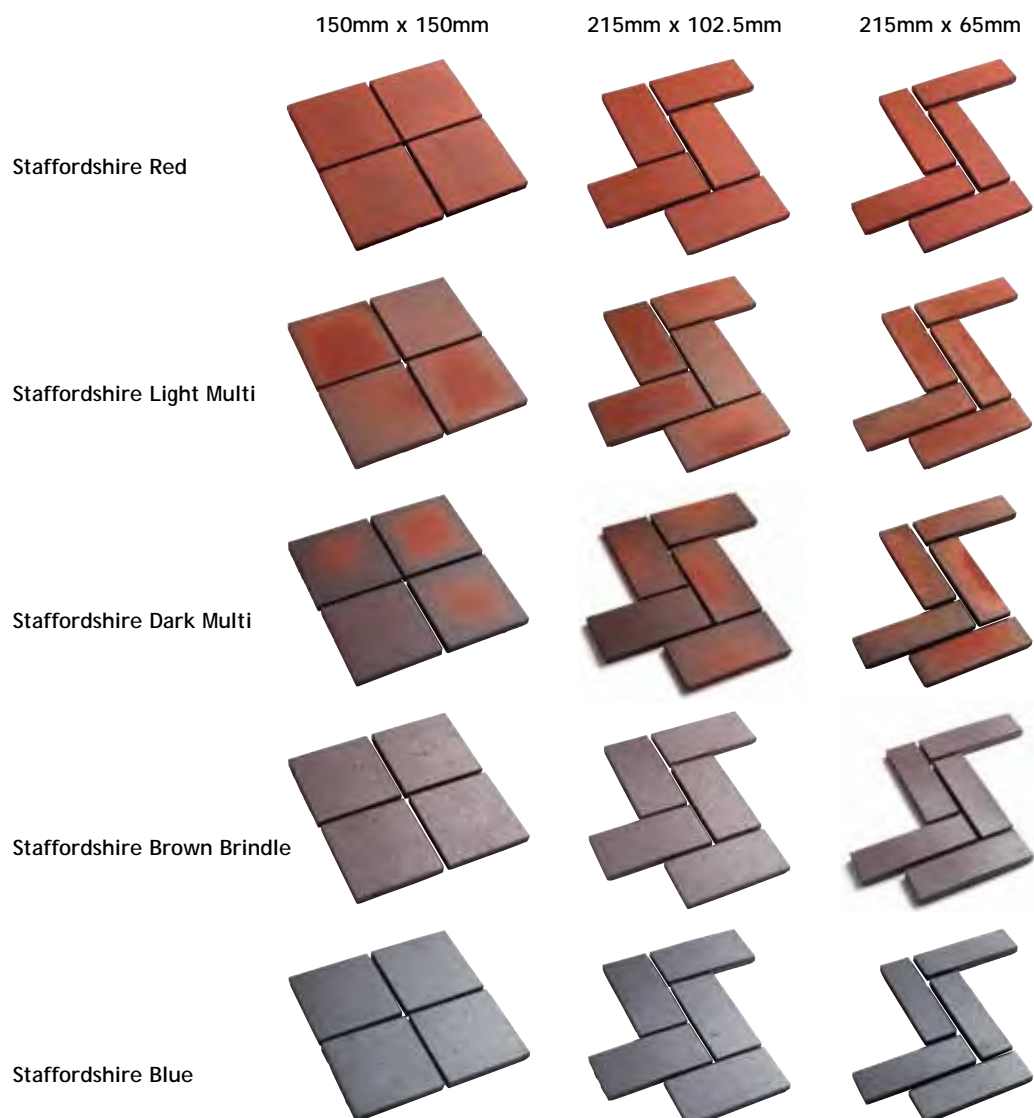 150mm x 150mm 215mm x 102.5mm 215mm x 65mm
Staffordshire Red
Staffordshire Light Multi
Staffordshire Dark Multi
Staffordshire Brown Brindle
Staffordshire Blue